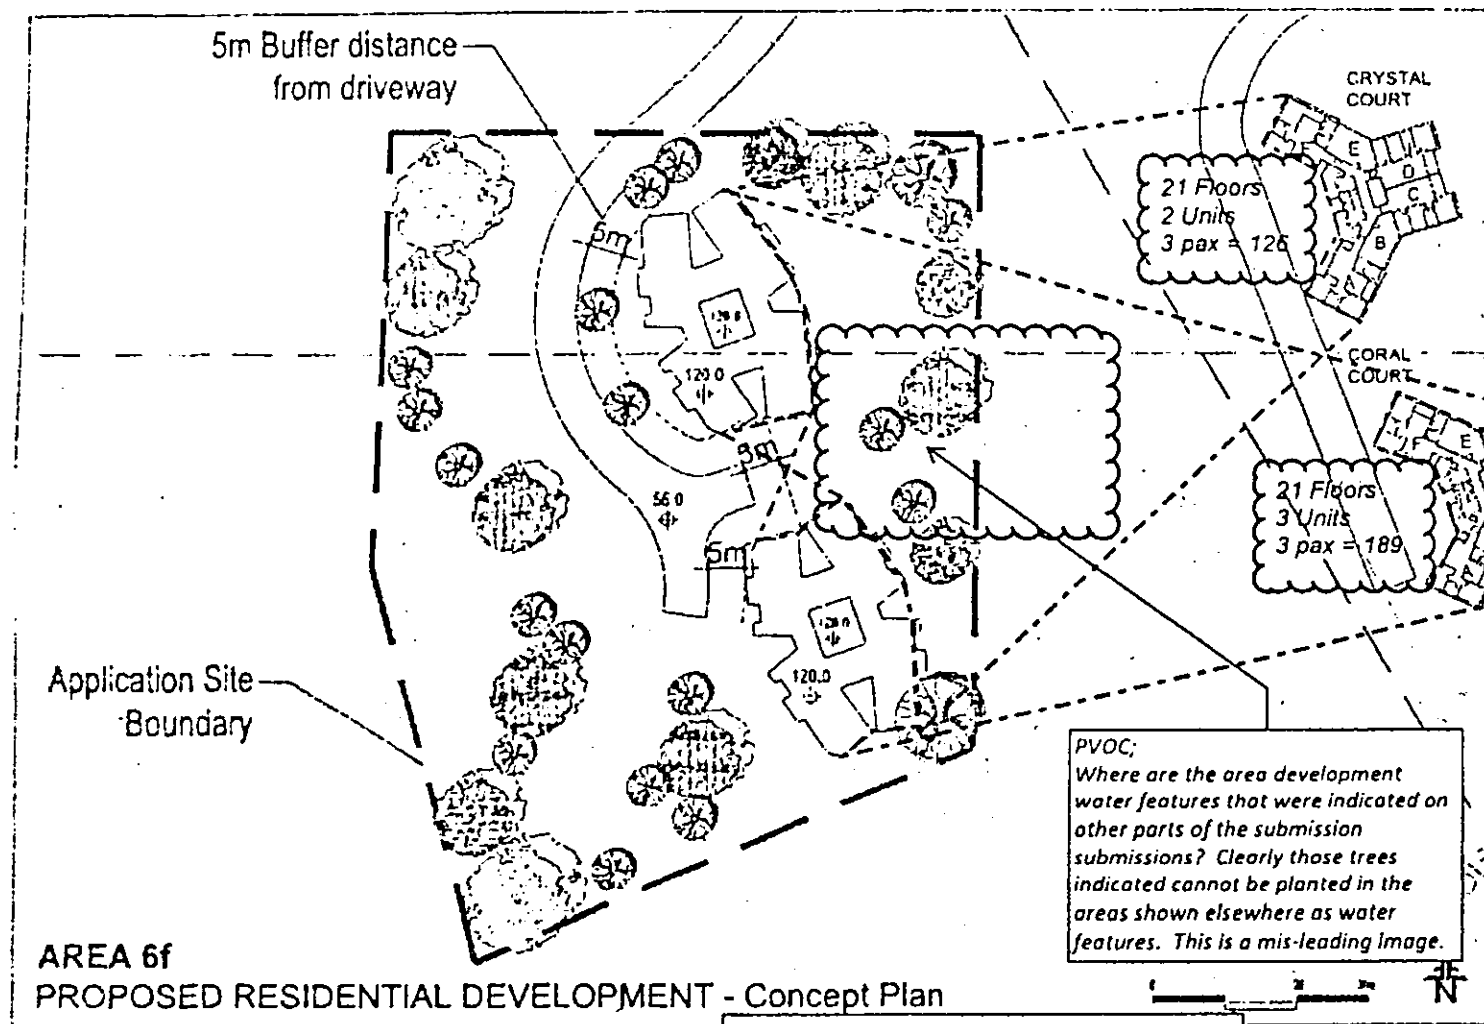 5m Buffer distance
from driveway
CRYSTAL
COURT
E
D
C
B
21 Floors
2 Units
3 pax = 126
5m
120.0
CORAL
COURT
F
E
5m
56.0
21 Floors
3 Units
3 pax = 189
5m
120.0
Application Site
Boundary
PVOC;
Where are the area development
water features that were indicated on
other parts of the submission
submissions? Clearly those trees
indicated cannot be planted in the
areas shown elsewhere as water
features. This is a mis-leading image.
AREA 6f
PROPOSED RESIDENTIAL DEVELOPMENT - Concept Plan
N